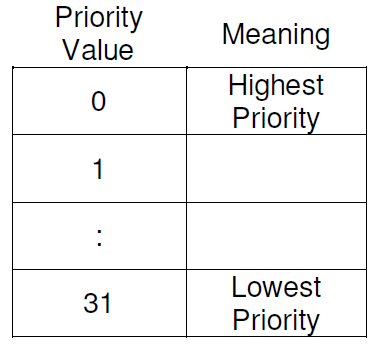 Priority
Value
Meaning
0
Highest
Priority
1
:
31
Lowest
Priority